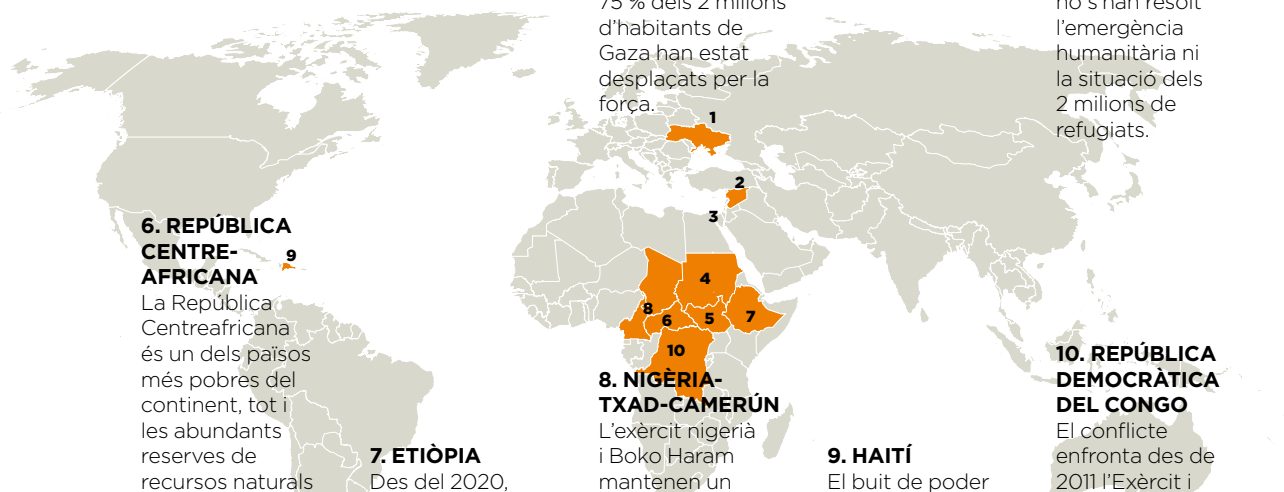 75 % dels 2 milions
d’habitants de
Gaza han estat
desplaçats per la
força.
no s’han resolt
l’emergència
humanitària ni
la situació dels
2 milions de
refugiats.
1
2
3
4
5
6
7
8
9
10
6. REPÚBLICA
CENTRE-
AFRICANA
La República
Centreafricana
és un dels països
més pobres del
continent, tot i
les abundants
reserves de
recursos naturals
7. ETIÒPIA
Des del 2020,
8. NIGÈRIA-
TXAD-CAMERÚN
L’exèrcit nigerià
i Boko Haram
mantenen un
9. HAITÍ
El buit de poder
10. REPÚBLICA
DEMOCRÀTICA
DEL CONGO
El conflicte
enfronta des de
2011 l’Exèrcit i